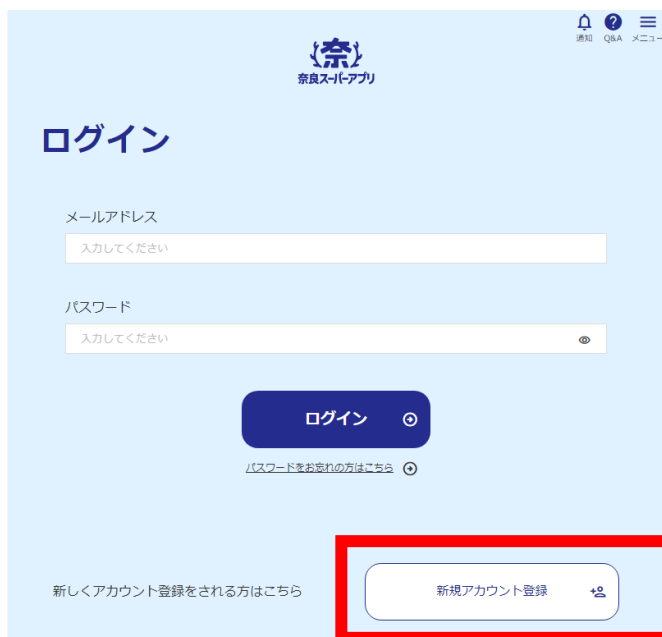 通知 Q&A メニュー
奈
奈良スーパーアプリ
ログイン
メールアドレス
入力してください
パスワード
入力してください
ログイン
パスワードをお忘れの方はこちら
新しくアカウント登録をされる方はこちら 新規アカウント登録